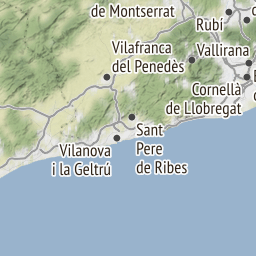 de Montserrat
Rubí
Vilafranca
del Penedès
Vallirana
Cornellà
de Llobregat
Sant
Pere
de Ribes
Vilanova
i la Geltrú